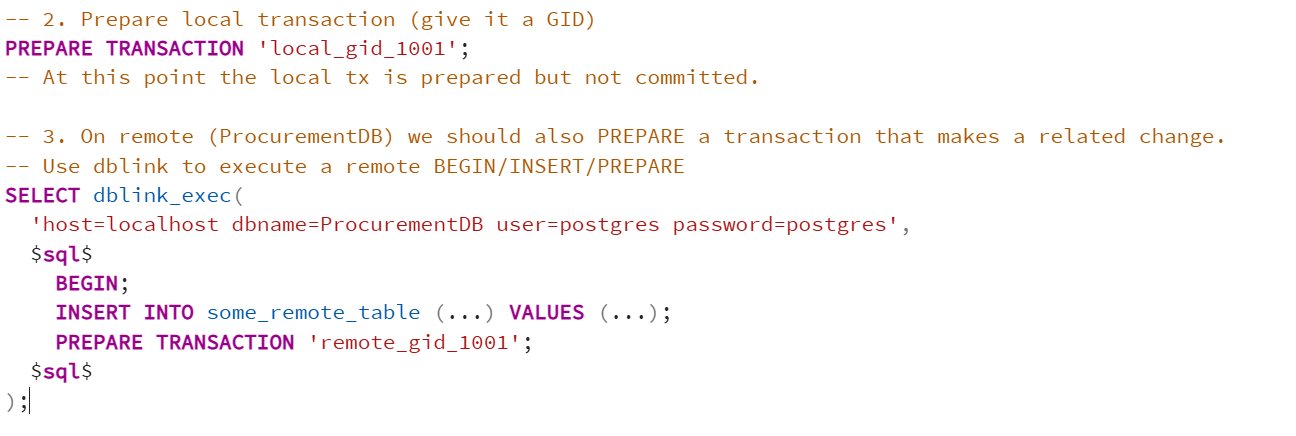 -- 2. Prepare local transaction (give it a GID)
PREPARE TRANSACTION 'local_gid_1001';
-- At this point the local tx is prepared but not committed.
-- 3. On remote (ProcurementDB) we should also PREPARE a transaction that makes a related change.
-- Use dblink to execute a remote BEGIN/INSERT/PREPARE
SELECT dblink_exec(
  'host=localhost dbname=ProcurementDB user=postgres password=postgres',
  $sql$
    BEGIN;
    INSERT INTO some_remote_table (...) VALUES (...);
    PREPARE TRANSACTION 'remote_gid_1001';
  $sql$
);